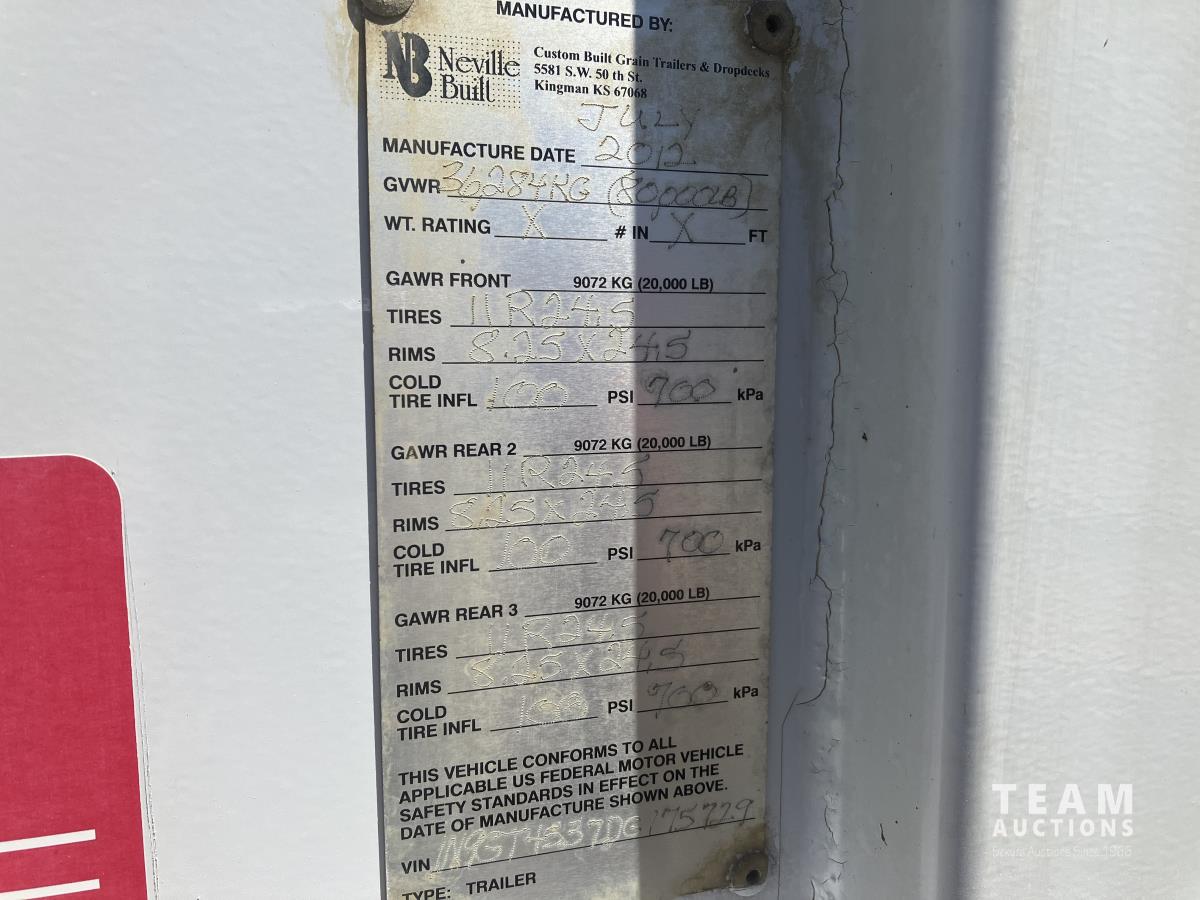 MANUFACTURED BY:
NB Neville Built
Custom Built Grain Trailers & Dropdecks
5581 S.W. 50 th St.
Kingman KS 67068
JULY
MANUFACTURE DATE 2012
GVWR 36,284KG (80,000LB)
WT. RATING X # IN X FT
GAWR FRONT 9072 KG (20,000 LB)
TIRES 11R24.5
RIMS 8.25X24.5
COLD
TIRE INFL 100 PSI 700 kPa
GAWR REAR 2 9072 KG (20,000 LB)
TIRES 11R24.5
RIMS 8.25X24.5
COLD
TIRE INFL 100 PSI 700 kPa
GAWR REAR 3 9072 KG (20,000 LB)
TIRES 11R24.5
RIMS 8.25X24.5
COLD
TIRE INFL 100 PSI 700 kPa
THIS VEHICLE CONFORMS TO ALL
APPLICABLE US FEDERAL MOTOR VEHICLE
SAFETY STANDARDS IN EFFECT ON THE
DATE OF MANUFACTURE SHOWN ABOVE.
VIN
TYPE: TRAILER
TEAM
AUCTIONS